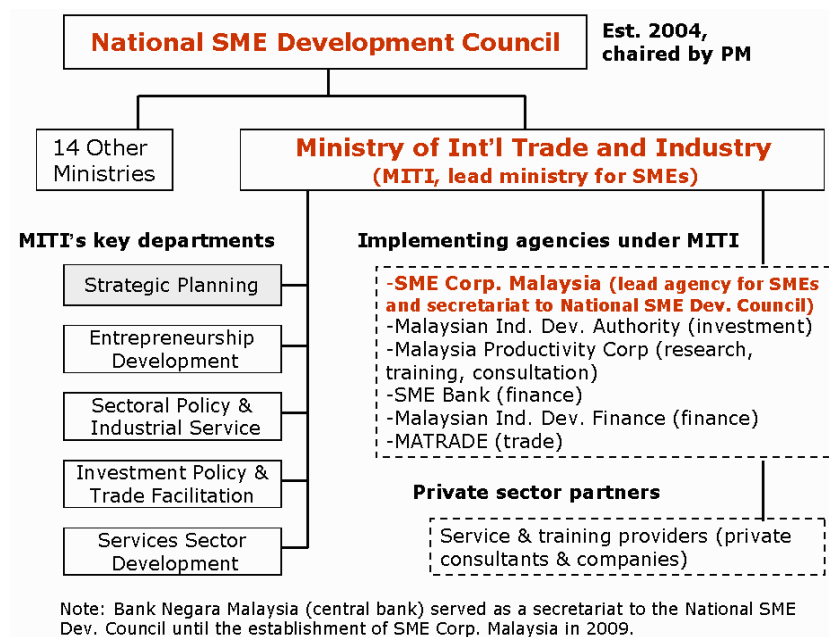 National SME Development Council
Est. 2004,
chaired by PM
14 Other
Ministries
Ministry of Int'l Trade and Industry
(MITI, lead ministry for SMEs)
MITI's key departments
Strategic Planning
Entrepreneurship
Development
Sectoral Policy &
Industrial Service
Investment Policy &
Trade Facilitation
Services Sector
Development
Implementing agencies under MITI
-SME Corp. Malaysia (lead agency for SMEs
and secretariat to National SME Dev. Council)
-Malaysian Ind. Dev. Authority (investment)
-Malaysia Productivity Corp (research,
training, consultation)
-SME Bank (finance)
-Malaysian Ind. Dev. Finance (finance)
-MATRADE (trade)
Private sector partners
Service & training providers (private
consultants & companies)
Note: Bank Negara Malaysia (central bank) served as a secretariat to the National SME
Dev. Council until the establishment of SME Corp. Malaysia in 2009.